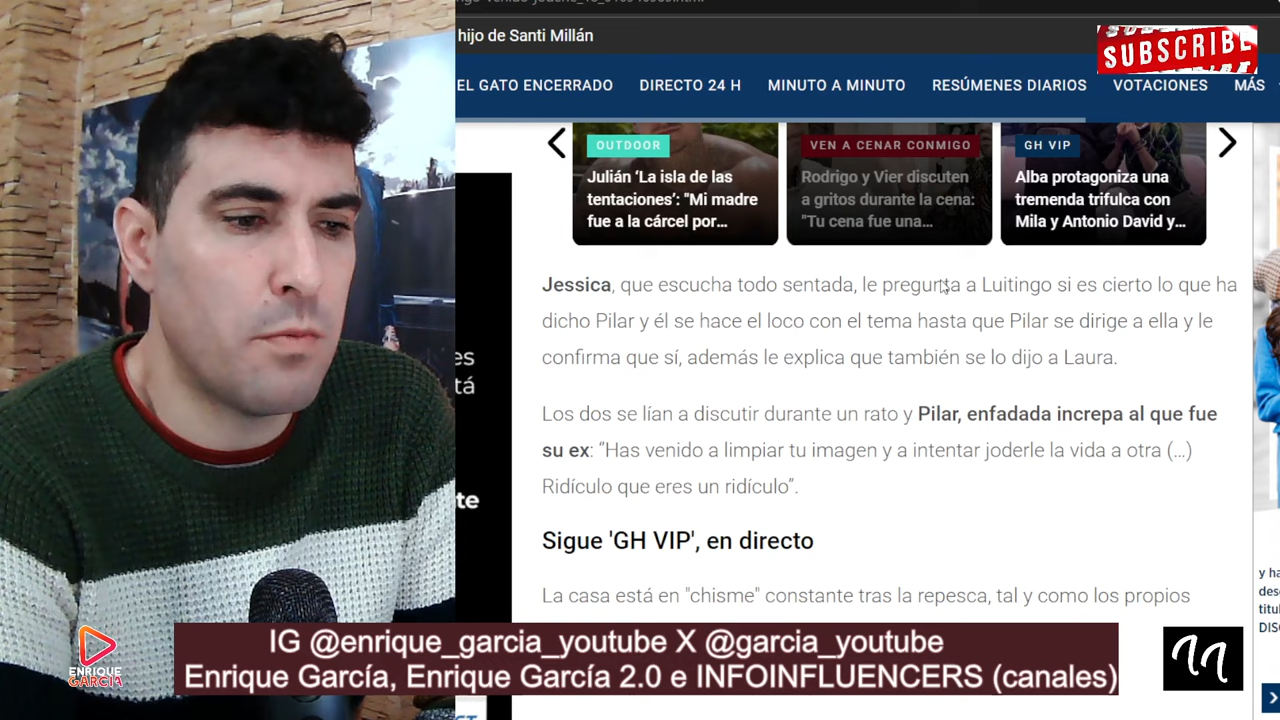 hijo de Santi Millán
SUBSCRIBE
EL GATO ENCERRADO DIRECTO 24 H MINUTO A MINUTO RESÚMENES DIARIOS VOTACIONES MÁS
OUTDOOR
Julián ‘La isla de las
tentaciones’: "Mi madre
fue a la cárcel por...
VEN A CENAR CONMIGO
Rodrigo y Vier discuten
a gritos durante la cena:
"Tu cena fue una...
GH VIP
Alba protagoniza una
tremenda trifulca con
Mila y Antonio David y...
es
tá
te
Jessica, que escucha todo sentada, le pregunta a Luitingo si es cierto lo que ha
dicho Pilar y él se hace el loco con el tema hasta que Pilar se dirige a ella y le
confirma que sí, además le explica que también se lo dijo a Laura.
Los dos se lían a discutir durante un rato y Pilar, enfadada increpa al que fue
su ex: “Has venido a limpiar tu imagen y a intentar joderle la vida a otra (...)
Ridículo que eres un ridículo”.
Sigue 'GH VIP', en directo
La casa está en "chisme" constante tras la repesca, tal y como los propios
y ha
des
titu
DIS
ENRIQUE
GARCÍA
IG @enrique_garcia_youtube X @garcia_youtube
Enrique García, Enrique García 2.0 e INFOINFLUENCERS (canales)